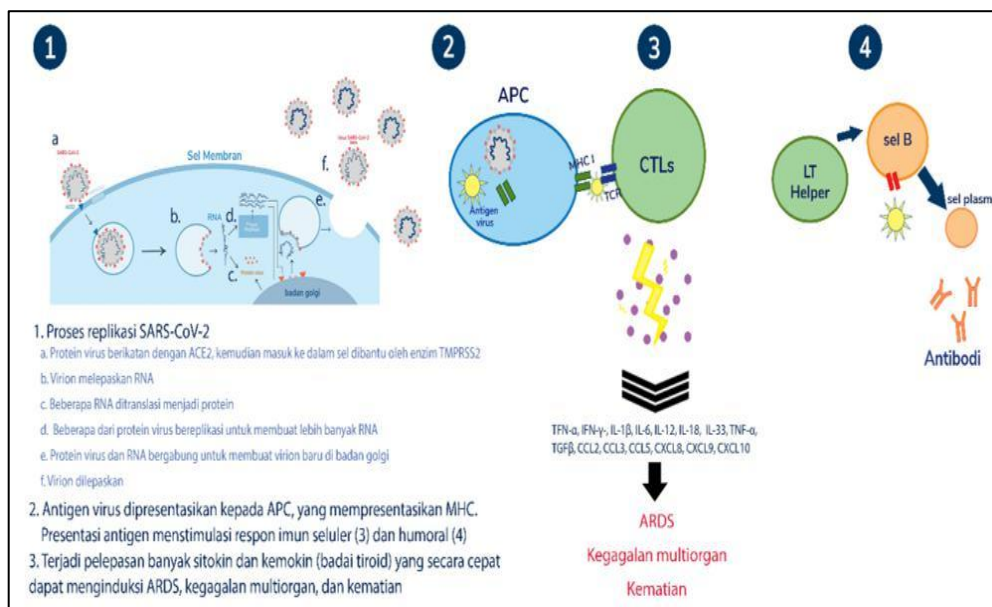 1
2
3
4
a
SARS-CoV-2
ACE2
Sel Membran
b.
RNA
d.
c.
Protein virus
e.
f.
badan golgi
APC
Antigen
virus
MHC I
TCR
CTLs
LT
Helper
sel B
sel plasm
Antibodi
1. Proses replikasi SARS-CoV-2
a. Protein virus berikatan dengan ACE2, kemudian masuk ke dalam sel dibantu oleh enzim TMPRSS2
b. Virion melepaskan RNA
c. Beberapa RNA ditranslasi menjadi protein
d. Beberapa dari protein virus bereplikasi untuk membuat lebih banyak RNA
e. Protein virus dan RNA bergabung untuk membuat virion baru di badan golgi
f. Virion dilepaskan
2. Antigen virus dipresentasikan kepada APC, yang mempresentasikan MHC.
Presentasi antigen menstimulasi respon imun seluler (3) dan humoral (4)
3. Terjadi pelepasan banyak sitokin dan kemokin (badai tiroid) yang secara cepat
dapat menginduksi ARDS, kegagalan multiorgan, dan kematian
TFN-α, IFN-γ-, IL-1β, IL-6, IL-12, IL-18, IL-33, TNF-α,
TGFβ, CCL2, CCL3, CCL5, CXCL8, CXCL9, CXCL10
ARDS
Kegagalan multiorgan
Kematian